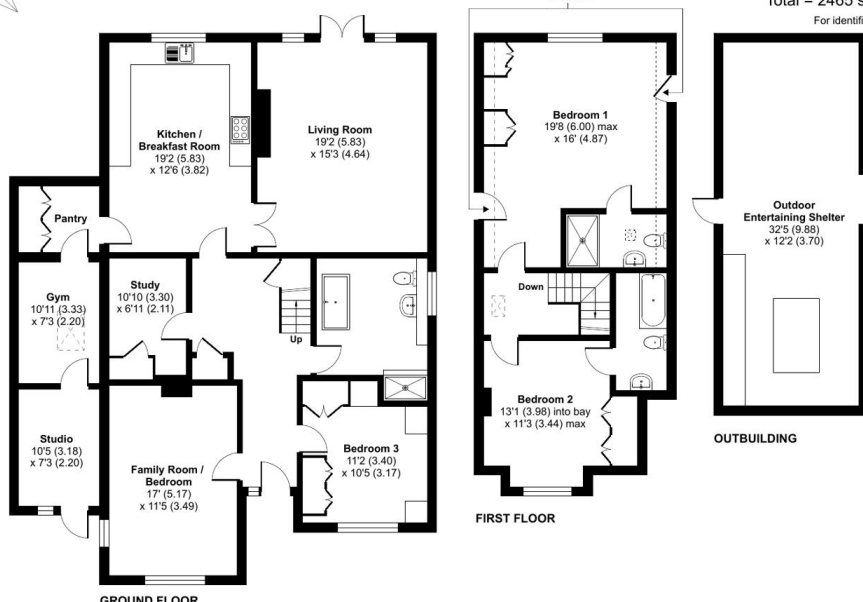 Total = 2465 s
For identifi
Kitchen /
Breakfast Room
19'2 (5.83)
x 12'6 (3.82)
Living Room
19'2 (5.83)
x 15'3 (4.64)
Pantry
Gym
10'11 (3.33)
x 7'3 (2.20)
Study
10'10 (3.30)
x 6'11 (2.11)
Up
Studio
10'5 (3.18)
x 7'3 (2.20)
Family Room /
Bedroom
17' (5.17)
x 11'5 (3.49)
Bedroom 3
11'2 (3.40)
x 10'5 (3.17)
GROUND FLOOR
Bedroom 1
19'8 (6.00) max
x 16' (4.87)
Down
Bedroom 2
13'1 (3.98) into bay
x 11'3 (3.44) max
FIRST FLOOR
Outdoor
Entertaining Shelter
32'5 (9.88)
x 12'2 (3.70)
OUTBUILDING